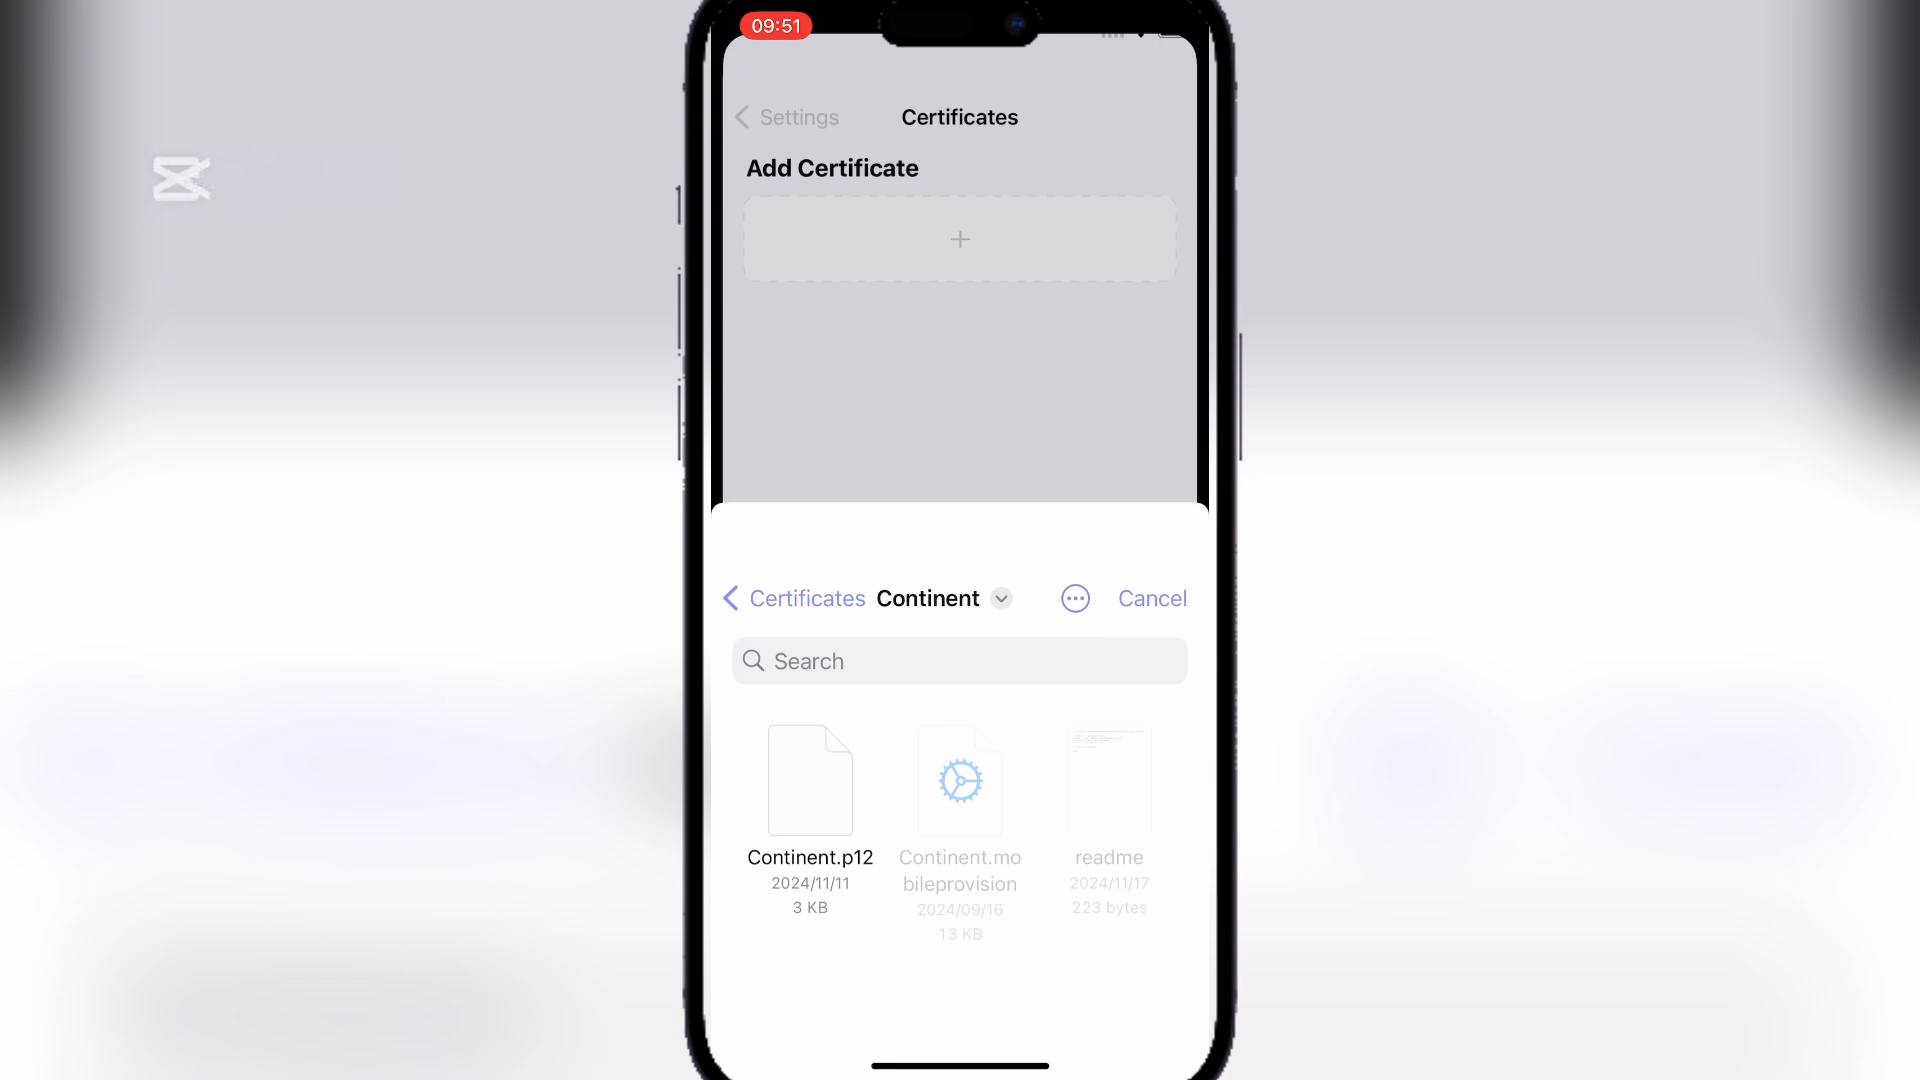 09:51
Settings
Certificates
Add Certificate
Certificates
Continent
Cancel
Search
Continent.p12
2024/11/11
3 KB
Continent.mo
bileprovision
2024/09/16
13 KB
readme
2024/11/17
223 bytes